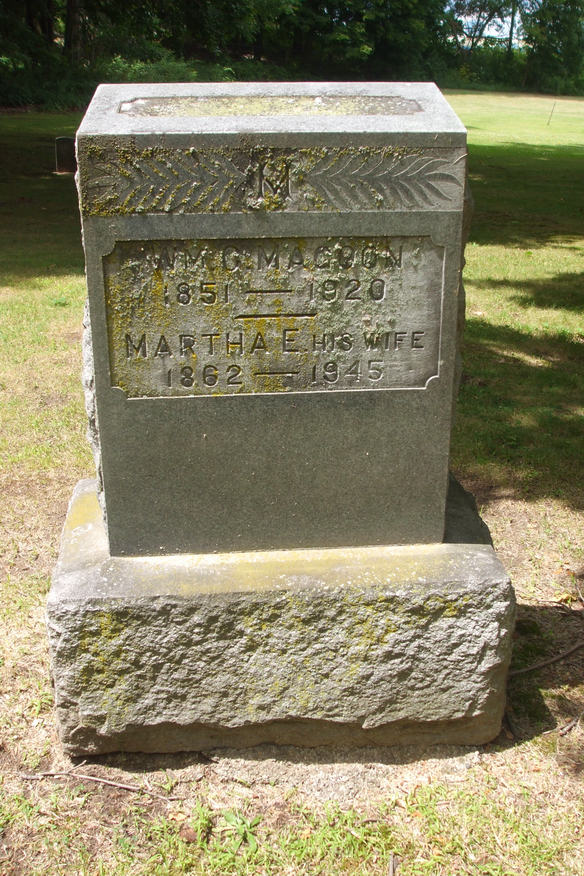 M
WM. C. MAGOON
1851 — 1920
MARTHA E. HIS WIFE
1862 — 1945